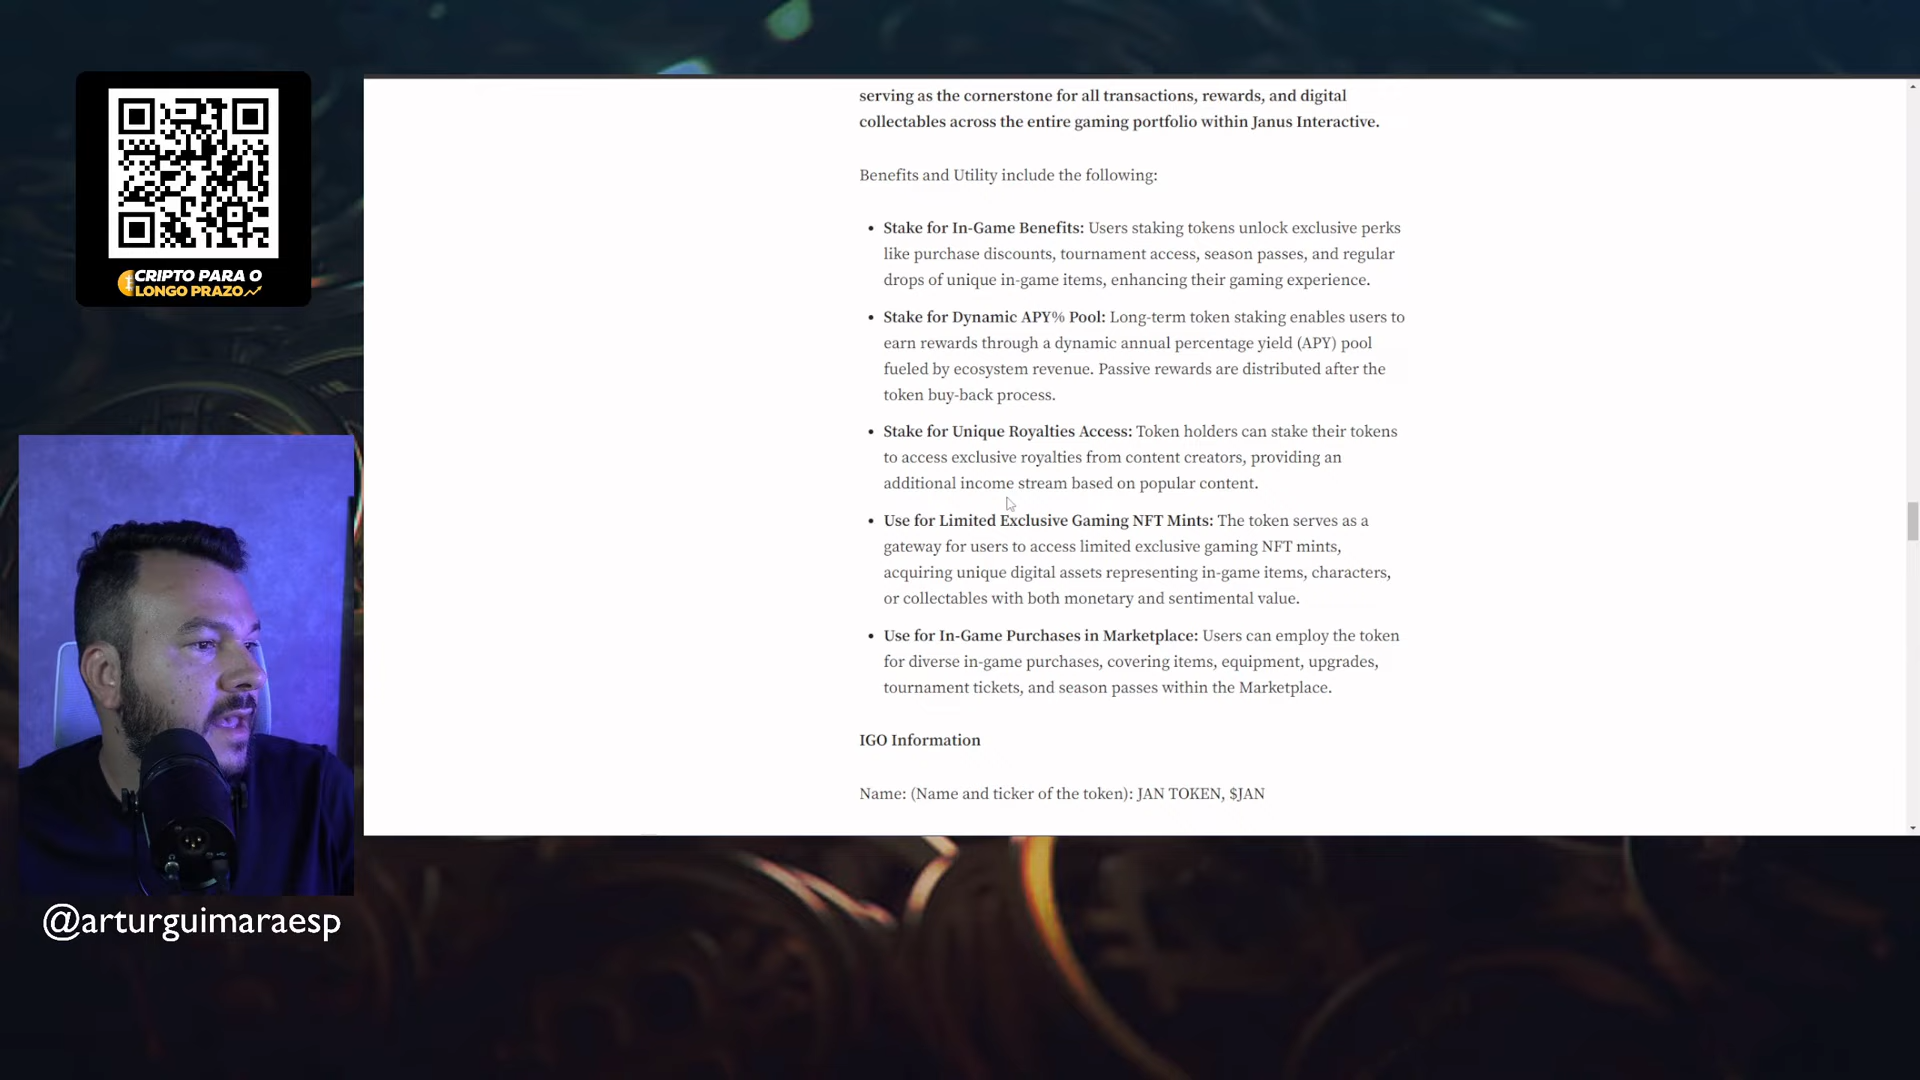 CRIPTO PARA O
LONGO PRAZO
@arturguimaraesp
serving as the cornerstone for all transactions, rewards, and digital
collectables across the entire gaming portfolio within Janus Interactive.
Benefits and Utility include the following:
• Stake for In-Game Benefits: Users staking tokens unlock exclusive perks
like purchase discounts, tournament access, season passes, and regular
drops of unique in-game items, enhancing their gaming experience.
• Stake for Dynamic APY% Pool: Long-term token staking enables users to
earn rewards through a dynamic annual percentage yield (APY) pool
fueled by ecosystem revenue. Passive rewards are distributed after the
token buy-back process.
• Stake for Unique Royalties Access: Token holders can stake their tokens
to access exclusive royalties from content creators, providing an
additional income stream based on popular content.
• Use for Limited Exclusive Gaming NFT Mints: The token serves as a
gateway for users to access limited exclusive gaming NFT mints,
acquiring unique digital assets representing in-game items, characters,
or collectables with both monetary and sentimental value.
• Use for In-Game Purchases in Marketplace: Users can employ the token
for diverse in-game purchases, covering items, equipment, upgrades,
tournament tickets, and season passes within the Marketplace.
IGO Information
Name: (Name and ticker of the token): JAN TOKEN, $JAN